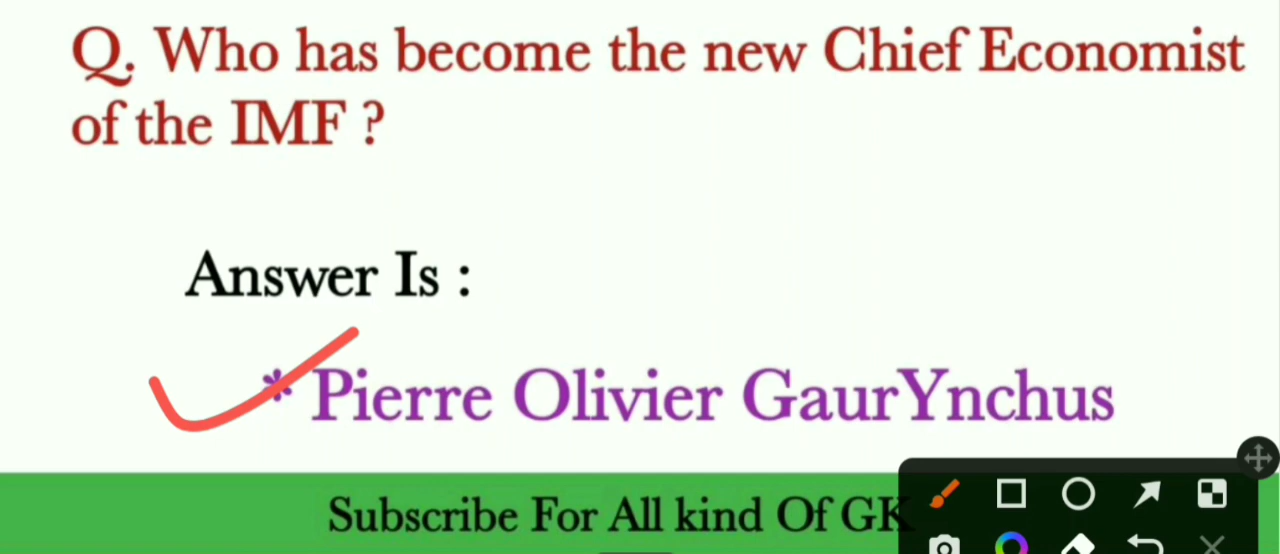 Q. Who has become the new Chief Economist
of the IMF ?
Answer Is :
* Pierre Olivier GaurYnchus
Subscribe For All kind Of GK